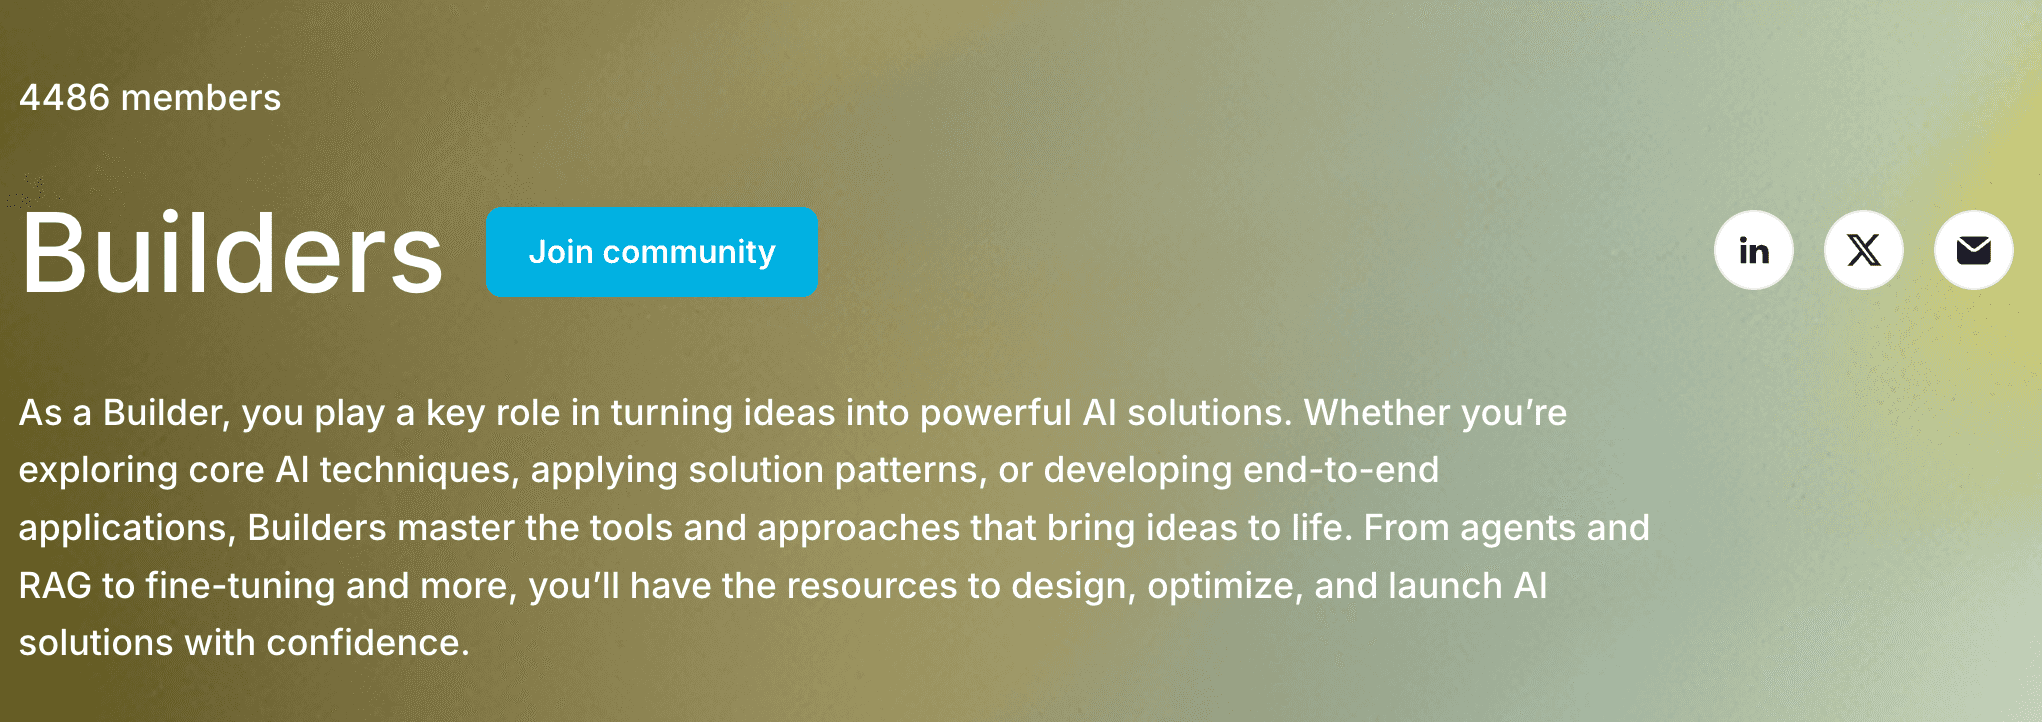 4486 members
Builders
Join community
in
X
As a Builder, you play a key role in turning ideas into powerful AI solutions. Whether you’re
exploring core AI techniques, applying solution patterns, or developing end-to-end
applications, Builders master the tools and approaches that bring ideas to life. From agents and
RAG to fine-tuning and more, you’ll have the resources to design, optimize, and launch AI
solutions with confidence.